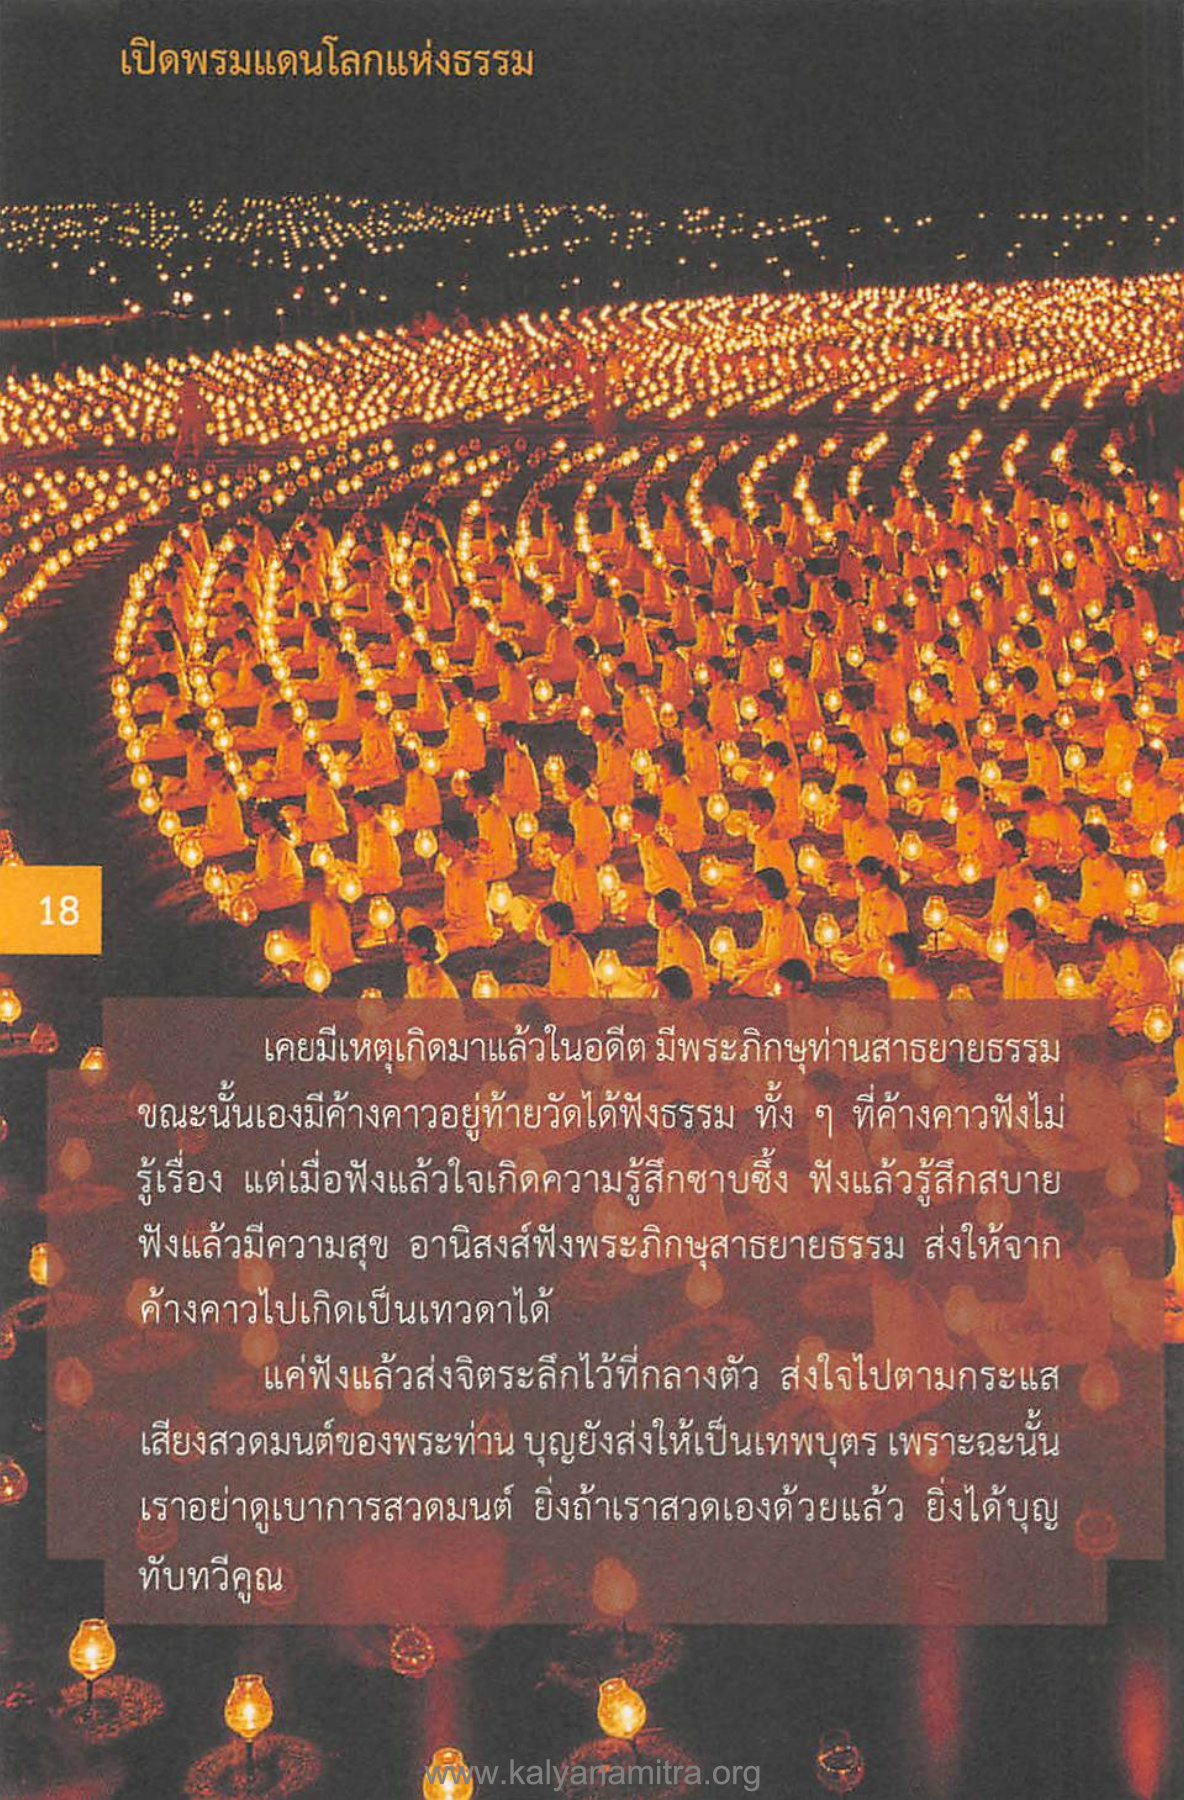 เปิดพรมแดนโลกแห่งธรรม
18
เคยมีเหตุเกิดมาแล้วในอดีต มีพระภิกษุท่านสาธยายธรรม
ขณะนั้นเองมีค้างคาวอยู่ท้ายวัดได้ฟังธรรม ทั้ง ๆ ที่ค้างคาวฟังไม่
รู้เรื่อง แต่เมื่อฟังแล้วใจเกิดความรู้สึกซาบซึ้ง ฟังแล้วรู้สึกสบาย
ฟังแล้วมีความสุข อานิสงส์ฟังพระภิกษุสาธยายธรรม ส่งให้จาก
ค้างคาวไปเกิดเป็นเทวดาได้
แค่ฟังแล้วส่งจิตระลึกไว้ที่กลางตัว ส่งใจไปตามกระแส
เสียงสวดมนต์ของพระท่าน บุญยังส่งให้เป็นเทพบุตร เพราะฉะนั้น
เราอย่าดูเบาการสวดมนต์ ยิ่งถ้าเราสวดเองด้วยแล้ว ยิ่งได้บุญ
ทับทวีคูณ
www.kalyanamitra.org